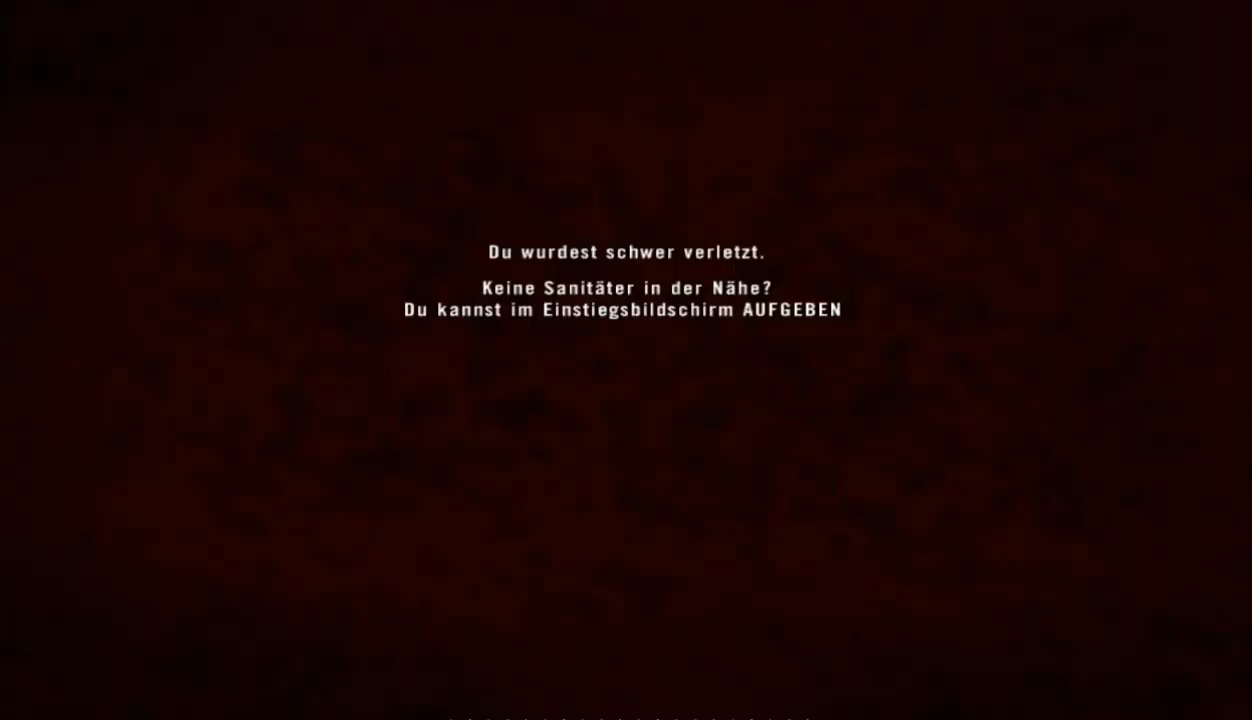 Du wurdest schwer verletzt.
Keine Sanitäter in der Nähe?
Du kannst im Einstiegsbildschirm AUFGEBEN